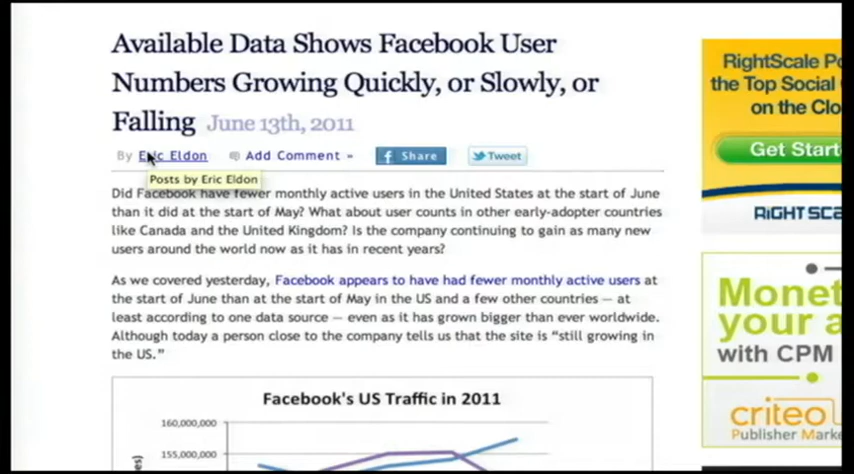 Available Data Shows Facebook User
Numbers Growing Quickly, or Slowly, or
Falling June 13th, 2011
By Eric Eldon Add Comment » Share Tweet
Posts by Eric Eldon
Did Facebook have fewer monthly active users in the United States at the start of June
than it did at the start of May? What about user counts in other early-adopter countries
like Canada and the United Kingdom? Is the company continuing to gain as many new
users around the world now as it has in recent years?
As we covered yesterday, Facebook appears to have had fewer monthly active users at
the start of June than at the start of May in the US and a few other countries — at
least according to one data source — even as it has grown bigger than ever worldwide.
Although today a person close to the company tells us that the site is “still growing in
the US.”
Facebook's US Traffic in 2011
160,000,000
155,000,000
RightScale
the Top Social
on the Clo
Get Start
RIGHTSCA
Monet
your a
with CPM
criteo
Publisher Marke